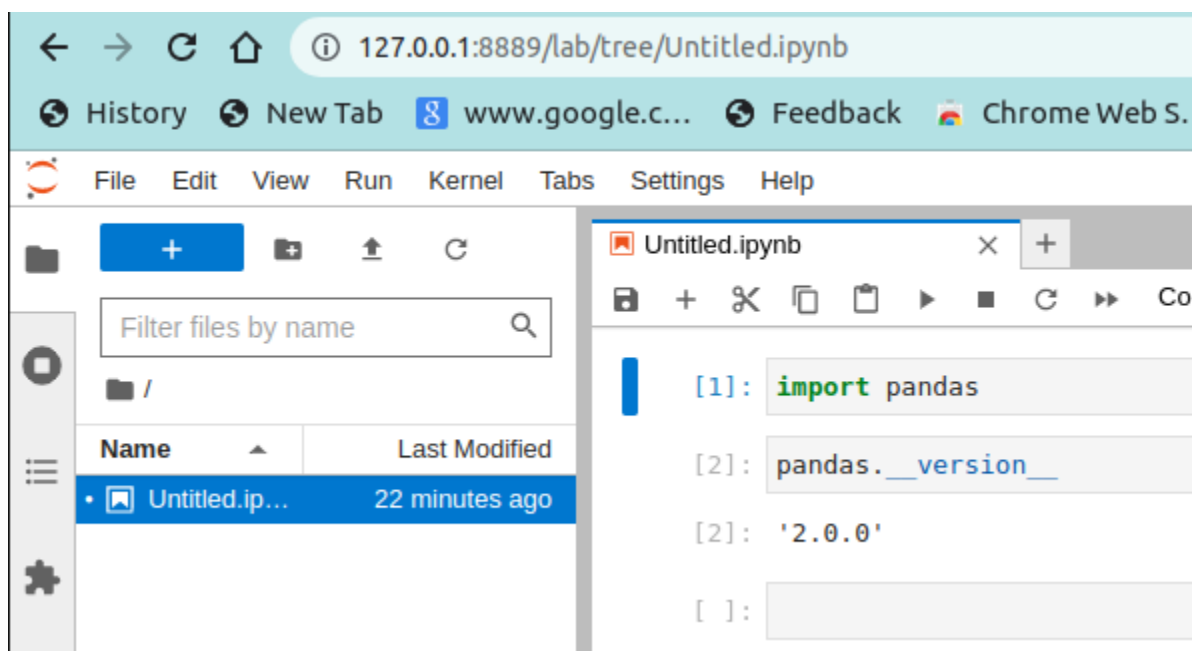 127.0.0.1:8889/lab/tree/Untitled.ipynb
History New Tab www.google.c... Feedback Chrome Web S.
File Edit View Run Kernel Tabs Settings Help
Untitled.ipynb
Co
Filter files by name
/
Name Last Modified
Untitled.ip... 22 minutes ago
[1]: import pandas
[2]: pandas.__version__
[2]: '2.0.0'
[ ]: